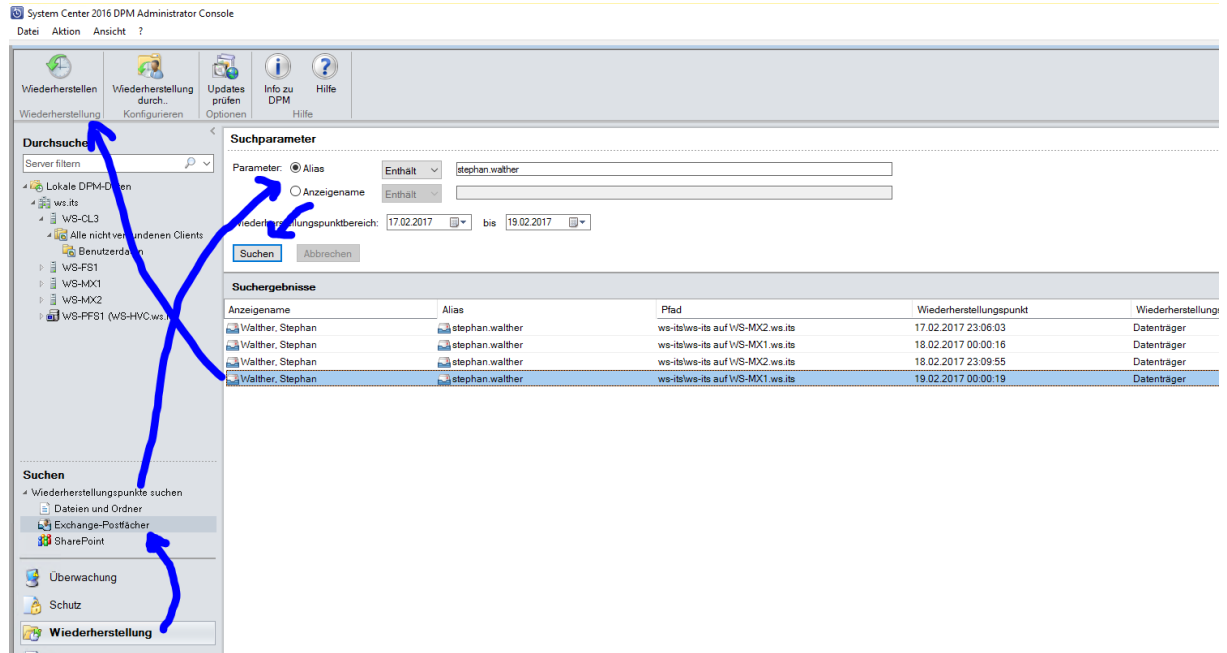 System Center 2016 DPM Administrator Console
Datei Aktion Ansicht ?
Wiederherstellen
Wiederherstellung durch..
Updates prüfen
Info zu DPM
Hilfe
Wiederherstellung
Konfigurieren
Optionen
Hilfe
Server filtern
Lokale DPM-
ws.its
WS-CL3
Alle nicht verbundenen Clients
WS-FS1
WS-MX1
WS-MX2
WS-PFS1 (WS-HVC.ws.
Suchen
Wiederherstellungspunkte suchen
Dateien und Ordner
Exchange-Postfächer
SharePoint
Überwachung
Schutz
Wiederherstellung
Suchparameter
Parameter: Alias Enthält stephan.walther
Anzeigename Enthält
17.02.2017 bis 19.02.2017
Suchen Abbrechen
Suchergebnisse
Anzeigename Alias Pfad Wiederherstellungspunkt Wiederherstellungs
Walther, Stephan stephan.walther ws-its\ws-its auf WS-MX2.ws.its 17.02.2017 23:06:03 Datenträger
Walther, Stephan stephan.walther ws-its\ws-its auf WS-MX1.ws.its 18.02.2017 00:00:16 Datenträger
Walther, Stephan stephan.walther ws-its\ws-its auf WS-MX2.ws.its 18.02.2017 23:09:55 Datenträger
Walther, Stephan stephan.walther ws-its\ws-its auf WS-MX1.ws.its 19.02.2017 00:00:19 Datenträger